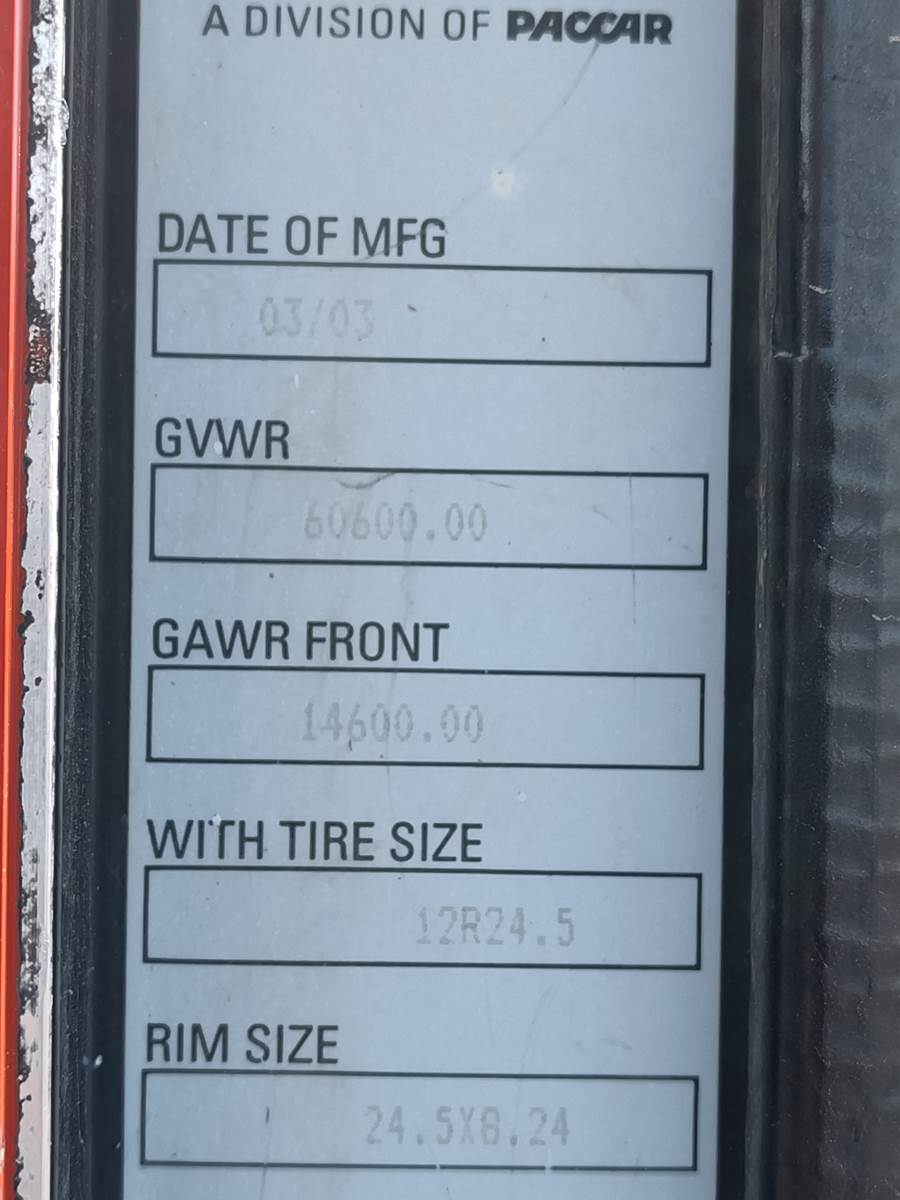 A DIVISION OF PACCAR
DATE OF MFG
03/03
GVWR
60600.00
GAWR FRONT
14600.00
WITH TIRE SIZE
12R24.5
RIM SIZE
24.5X8.24